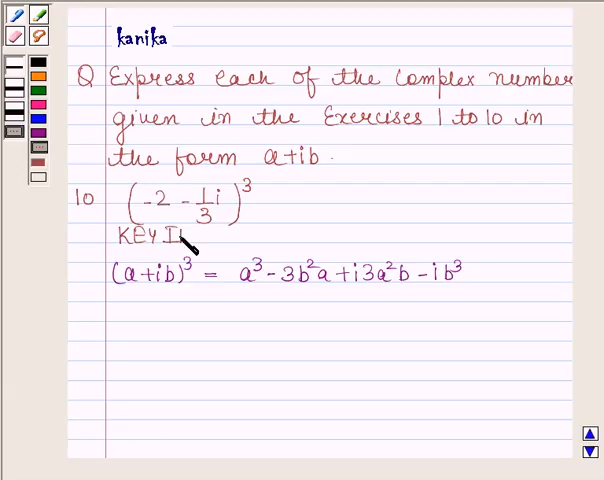 kanika
Q Express each of the complex number
given in the Exercises 1 to 10 in
the form a+ib.
10 (-2 - 1/3 i)^3
KEY I
(a+ib)^3 = a^3 - 3b^2a + i3a^2b - ib^3